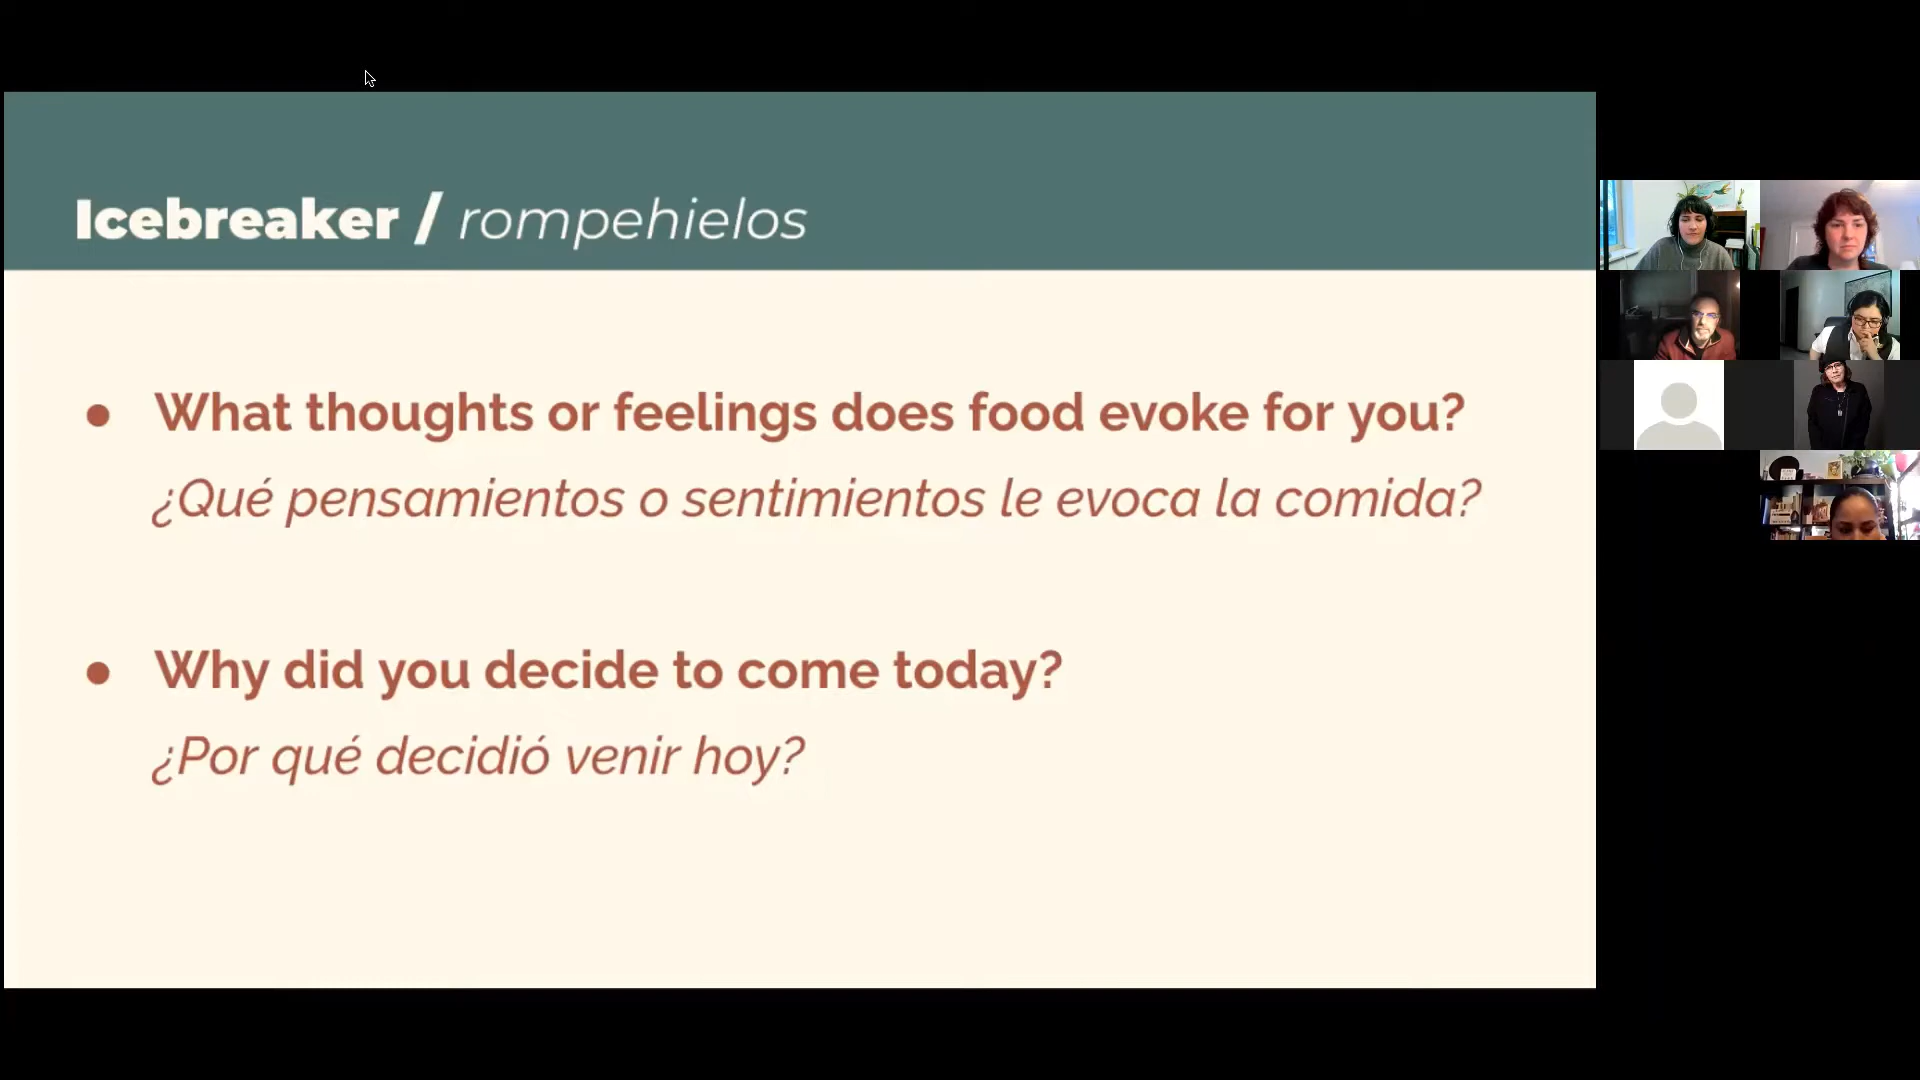 Icebreaker / rompehielos
● What thoughts or feelings does food evoke for you?
¿Qué pensamientos o sentimientos le evoca la comida?
● Why did you decide to come today?
¿Por qué decidió venir hoy?